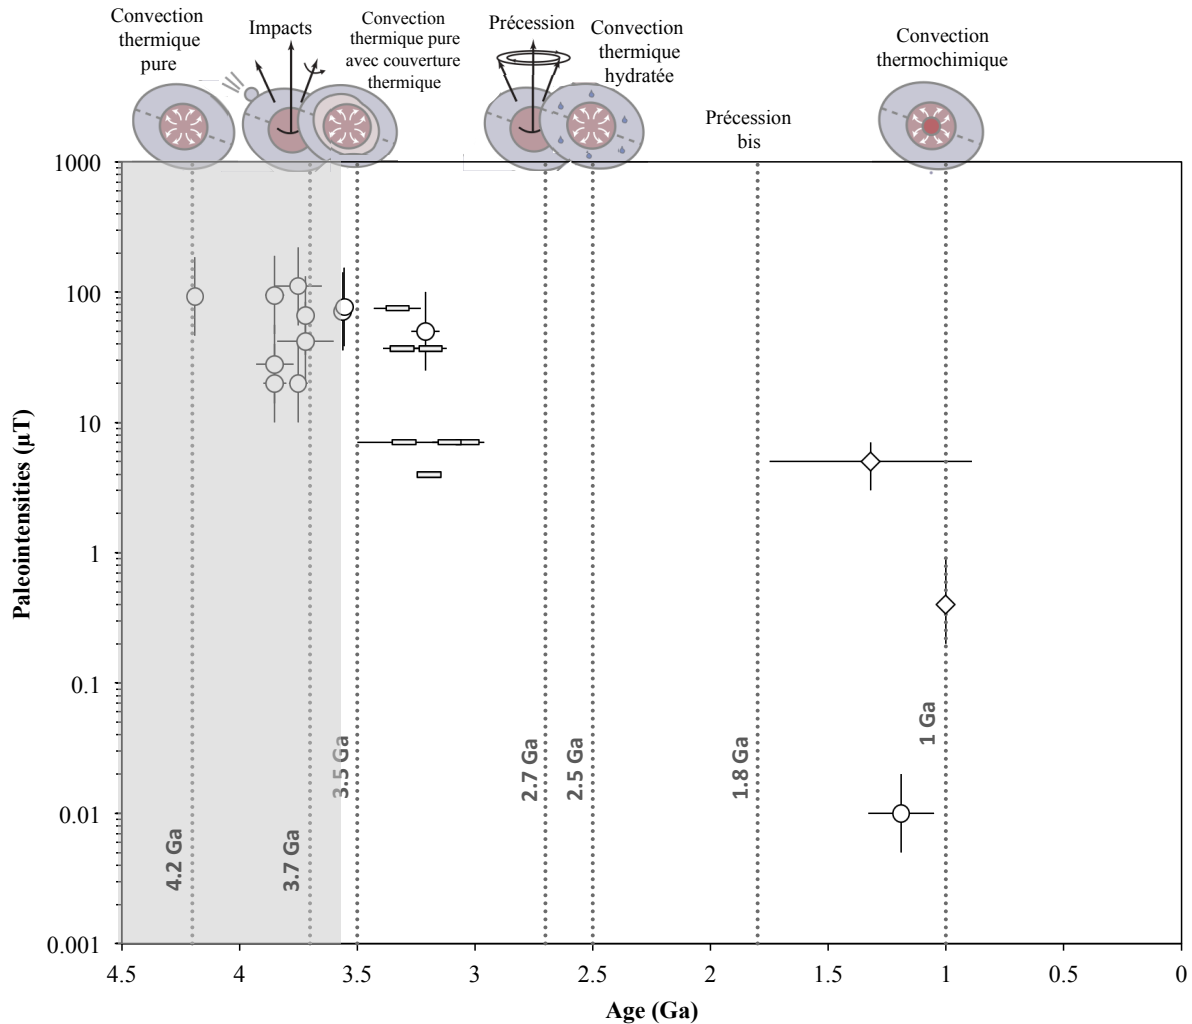 Convection
thermique
pure
Impacts
Convection
thermique pure
avec couverture
thermique
Précession
Convection
thermique
hydratée
Précession
bis
Convection
thermochimique
1000
100
10
1
0.1
0.01
0.001
Paleointensities (µT)
4.2 Ga
3.7 Ga
3.5 Ga
2.7 Ga
2.5 Ga
1.8 Ga
1 Ga
4.5
4
3.5
3
2.5
2
1.5
1
0.5
0
Age (Ga)